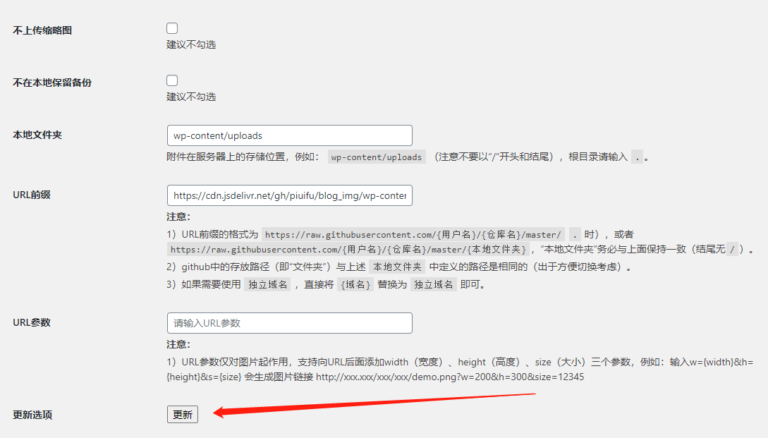 不上传缩略图
建议不勾选
不在本地保留备份
建议不勾选
本地文件夹
wp-content/uploads
附件在服务器上的存储位置，例如： wp-content/uploads （注意不要以"/"开头和结尾），根目录请输入 . 。
URL前缀
https://cdn.jsdelivr.net/gh/piuifu/blog_img/wp-conter
注意：
1）URL前缀的格式为 https://raw.githubusercontent.com/{用户名}/{仓库名}/master/ . 时），或者
https://raw.githubusercontent.com/{用户名}/{仓库名}/master/{本地文件夹} ，"本地文件夹"务必与上面保持一致（结尾无 / ）。
2）github中的存放路径（即"文件夹"）与上述 本地文件夹 中定义的路径是相同的（出于方便切换考虑）。
3）如果需要使用 独立域名 ，直接将 {域名} 替换为 独立域名 即可。
URL参数
请输入URL参数
注意：
1）URL参数仅对图片起作用，支持向URL后面添加width（宽度）、height（高度）、size（大小）三个参数，例如：输入w={width}&h=
{height}&s={size} 会生成图片链接 http://xxx.xxx/xxx/xxx/demo.png?w=200&h=300&size=12345
更新选项
更新